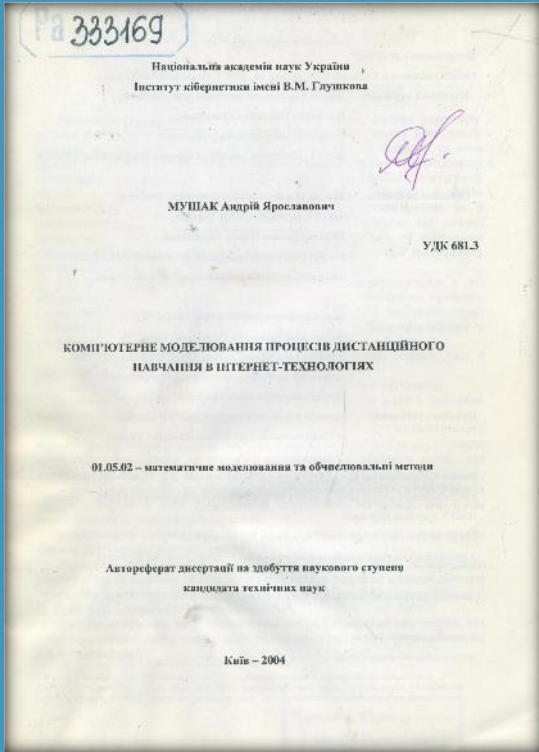 Ра 333169
Національна академія наук України
Інститут кібернетики імені В.М. Глушкова
МУШАК Андрій Ярославович
УДК 681.3
КОМП'ЮТЕРНЕ МОДЕЛЮВАННЯ ПРОЦЕСІВ ДИСТАНЦІЙНОГО
НАВЧАННЯ В ІНТЕРНЕТ-ТЕХНОЛОГІЯХ
01.05.02 – математичне моделювання та обчислювальні методи
Автореферат дисертації на здобуття наукового ступеня
кандидата технічних наук
Київ – 2004